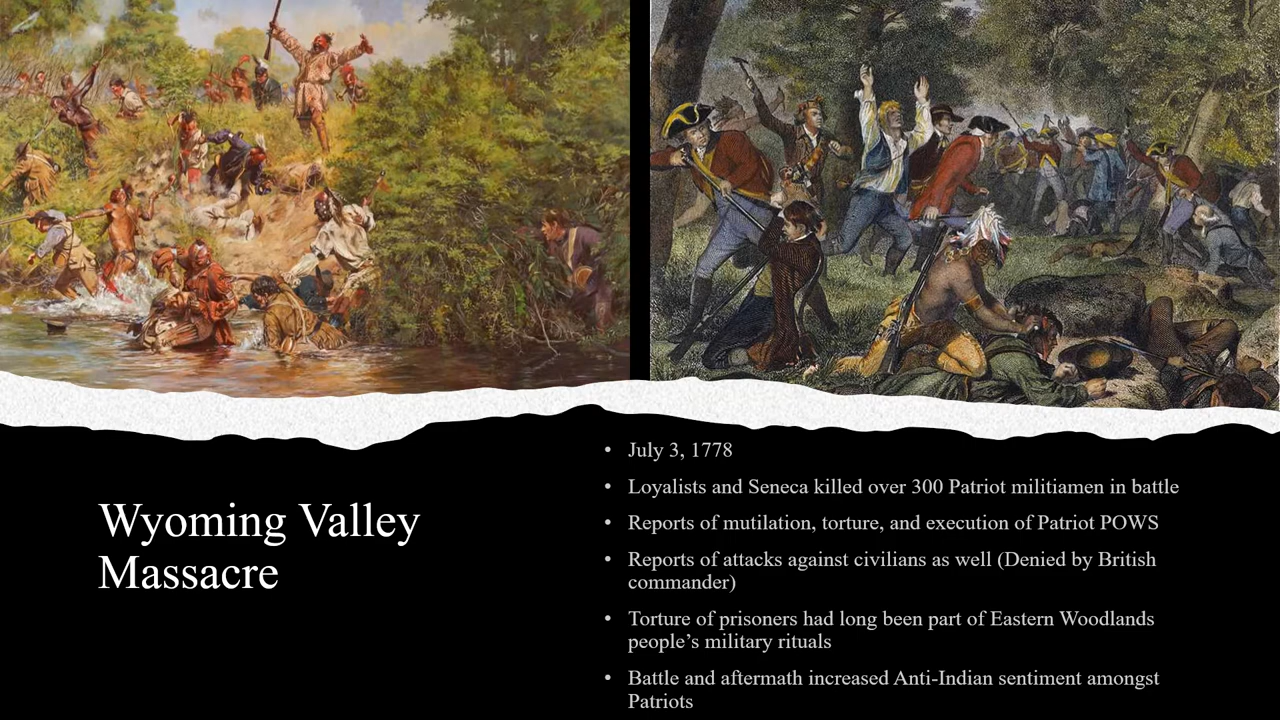 Wyoming Valley
Massacre
• July 3, 1778
• Loyalists and Seneca killed over 300 Patriot militiamen in battle
• Reports of mutilation, torture, and execution of Patriot POWS
• Reports of attacks against civilians as well (Denied by British
commander)
• Torture of prisoners had long been part of Eastern Woodlands
people’s military rituals
• Battle and aftermath increased Anti-Indian sentiment amongst
Patriots